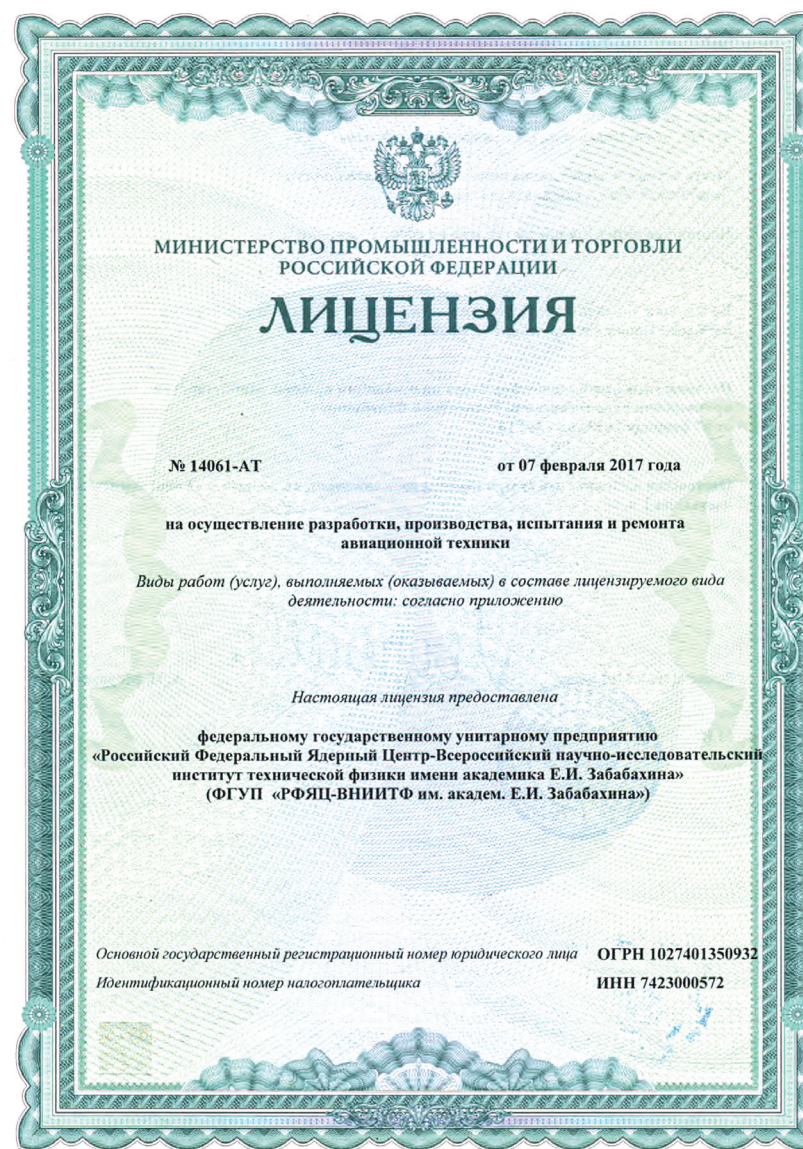 МИНИСТЕРСТВО ПРОМЫШЛЕННОСТИ И ТОРГОВЛИ
РОССИЙСКОЙ ФЕДЕРАЦИИ
ЛИЦЕНЗИЯ
№ 14061-АТ от 07 февраля 2017 года
на осуществление разработки, производства, испытания и ремонта
авиационной техники
Виды работ (услуг), выполняемых (оказываемых) в составе лицензируемого вида
деятельности: согласно приложению
Настоящая лицензия предоставлена
федеральному государственному унитарному предприятию
«Российский Федеральный Ядерный Центр-Всероссийский научно-исследовательский
институт технической физики имени академика Е.И. Забабахина»
(ФГУП «РФЯЦ-ВНИИТФ им. академ. Е.И. Забабахина»)
Основной государственный регистрационный номер юридического лица ОГРН 1027401350932
Идентификационный номер налогоплательщика ИНН 7423000572